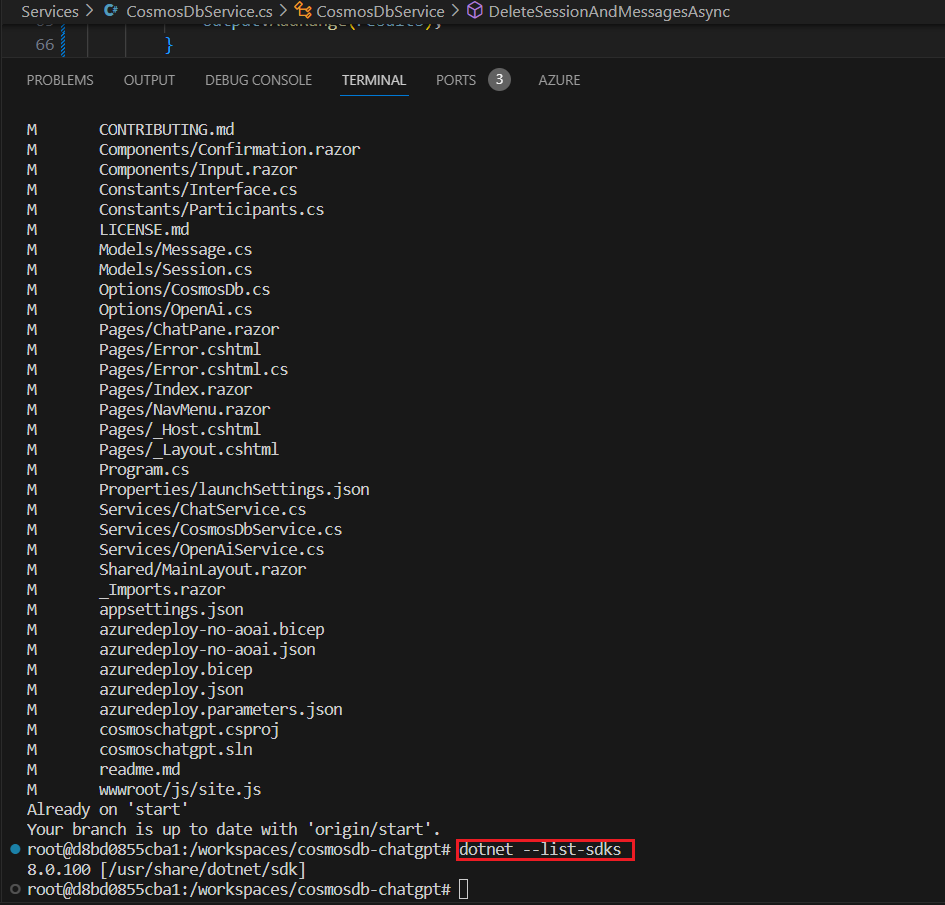 Services > CosmosDbService.cs > CosmosDbService > DeleteSessionAndMessagesAsync
66 }
PROBLEMS OUTPUT DEBUG CONSOLE TERMINAL PORTS 3 AZURE
M CONTRIBUTING.md
M Components/Confirmation.razor
M Components/Input.razor
M Constants/Interface.cs
M Constants/Participants.cs
M LICENSE.md
M Models/Message.cs
M Models/Session.cs
M Options/CosmosDb.cs
M Options/OpenAi.cs
M Pages/ChatPane.razor
M Pages/Error.cshtml
M Pages/Error.cshtml.cs
M Pages/Index.razor
M Pages/NavMenu.razor
M Pages/_Host.cshtml
M Pages/_Layout.cshtml
M Program.cs
M Properties/launchSettings.json
M Services/ChatService.cs
M Services/CosmosDbService.cs
M Services/OpenAiService.cs
M Shared/MainLayout.razor
M _Imports.razor
M appsettings.json
M azuredeploy-no-aoai.bicep
M azuredeploy-no-aoai.json
M azuredeploy.bicep
M azuredeploy.json
M azuredeploy.parameters.json
M cosmoschatgpt.csproj
M cosmoschatgpt.sln
M readme.md
M wwwroot/js/site.js
Already on 'start'
Your branch is up to date with 'origin/start'.
root@d8bd0855cba1:/workspaces/cosmosdb-chatgpt# dotnet --list-sdks
8.0.100 [/usr/share/dotnet/sdk]
root@d8bd0855cba1:/workspaces/cosmosdb-chatgpt#